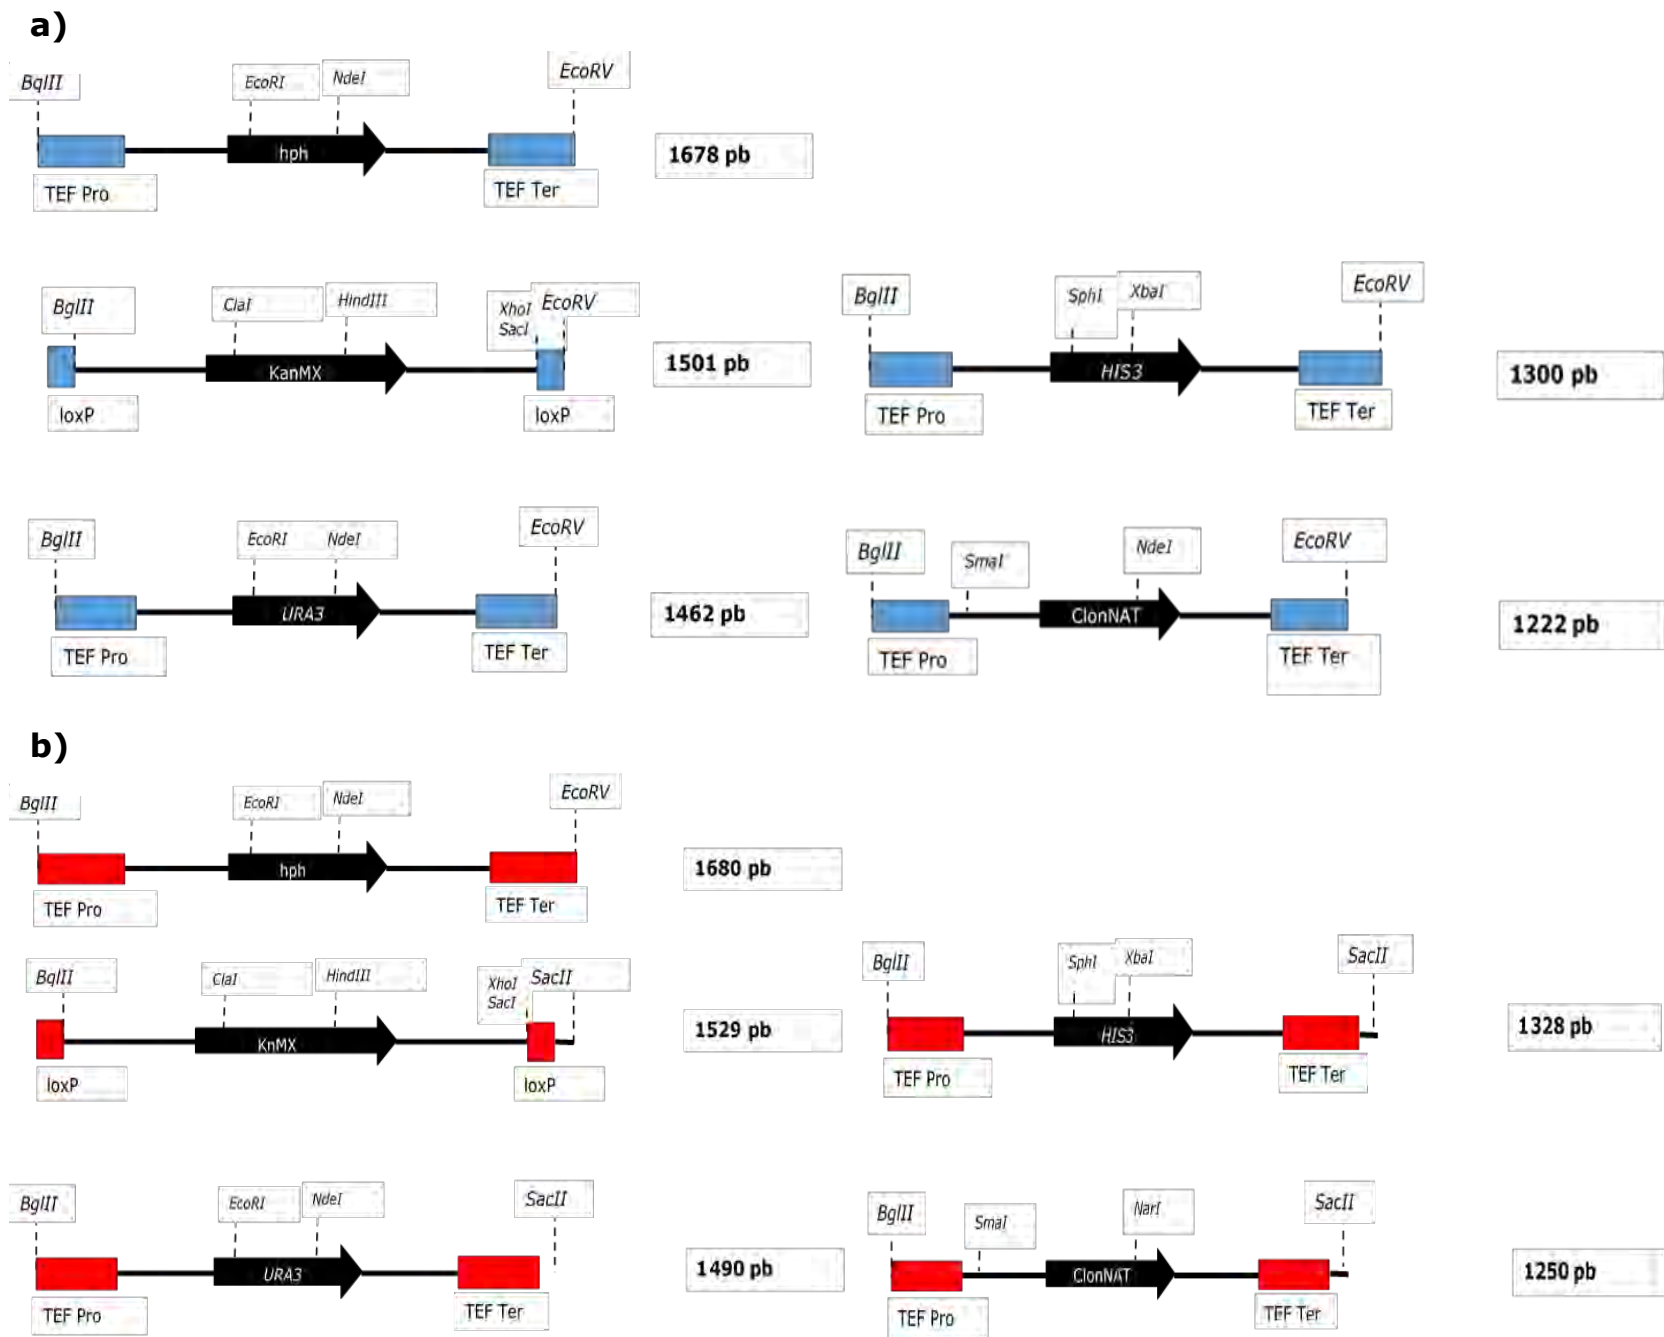 a)
BglII
EcoRI
NdeI
EcoRV
hph
1678 pb
TEF Pro
TEF Ter
BglII
ClaI
HindIII
XhoI
SacI
EcoRV
KanMX
1501 pb
loxP
loxP
BglII
SphI
XbaI
EcoRV
HIS3
1300 pb
TEF Pro
TEF Ter
BglII
EcoRI
NdeI
EcoRV
URA3
1462 pb
TEF Pro
TEF Ter
BglII
SmaI
NdeI
EcoRV
ClonNAT
1222 pb
TEF Pro
TEF Ter
b)
BglII
EcoRI
NdeI
EcoRV
hph
1680 pb
TEF Pro
TEF Ter
BglII
ClaI
HindIII
XhoI
SacI
SacII
KnMX
1529 pb
loxP
loxP
BglII
SphI
XbaI
SacII
HIS3
1328 pb
TEF Pro
TEF Ter
BglII
EcoRI
NdeI
SacII
URA3
1490 pb
TEF Pro
TEF Ter
BglII
SmaI
NarI
SacII
ClonNAT
1250 pb
TEF Pro
TEF Ter